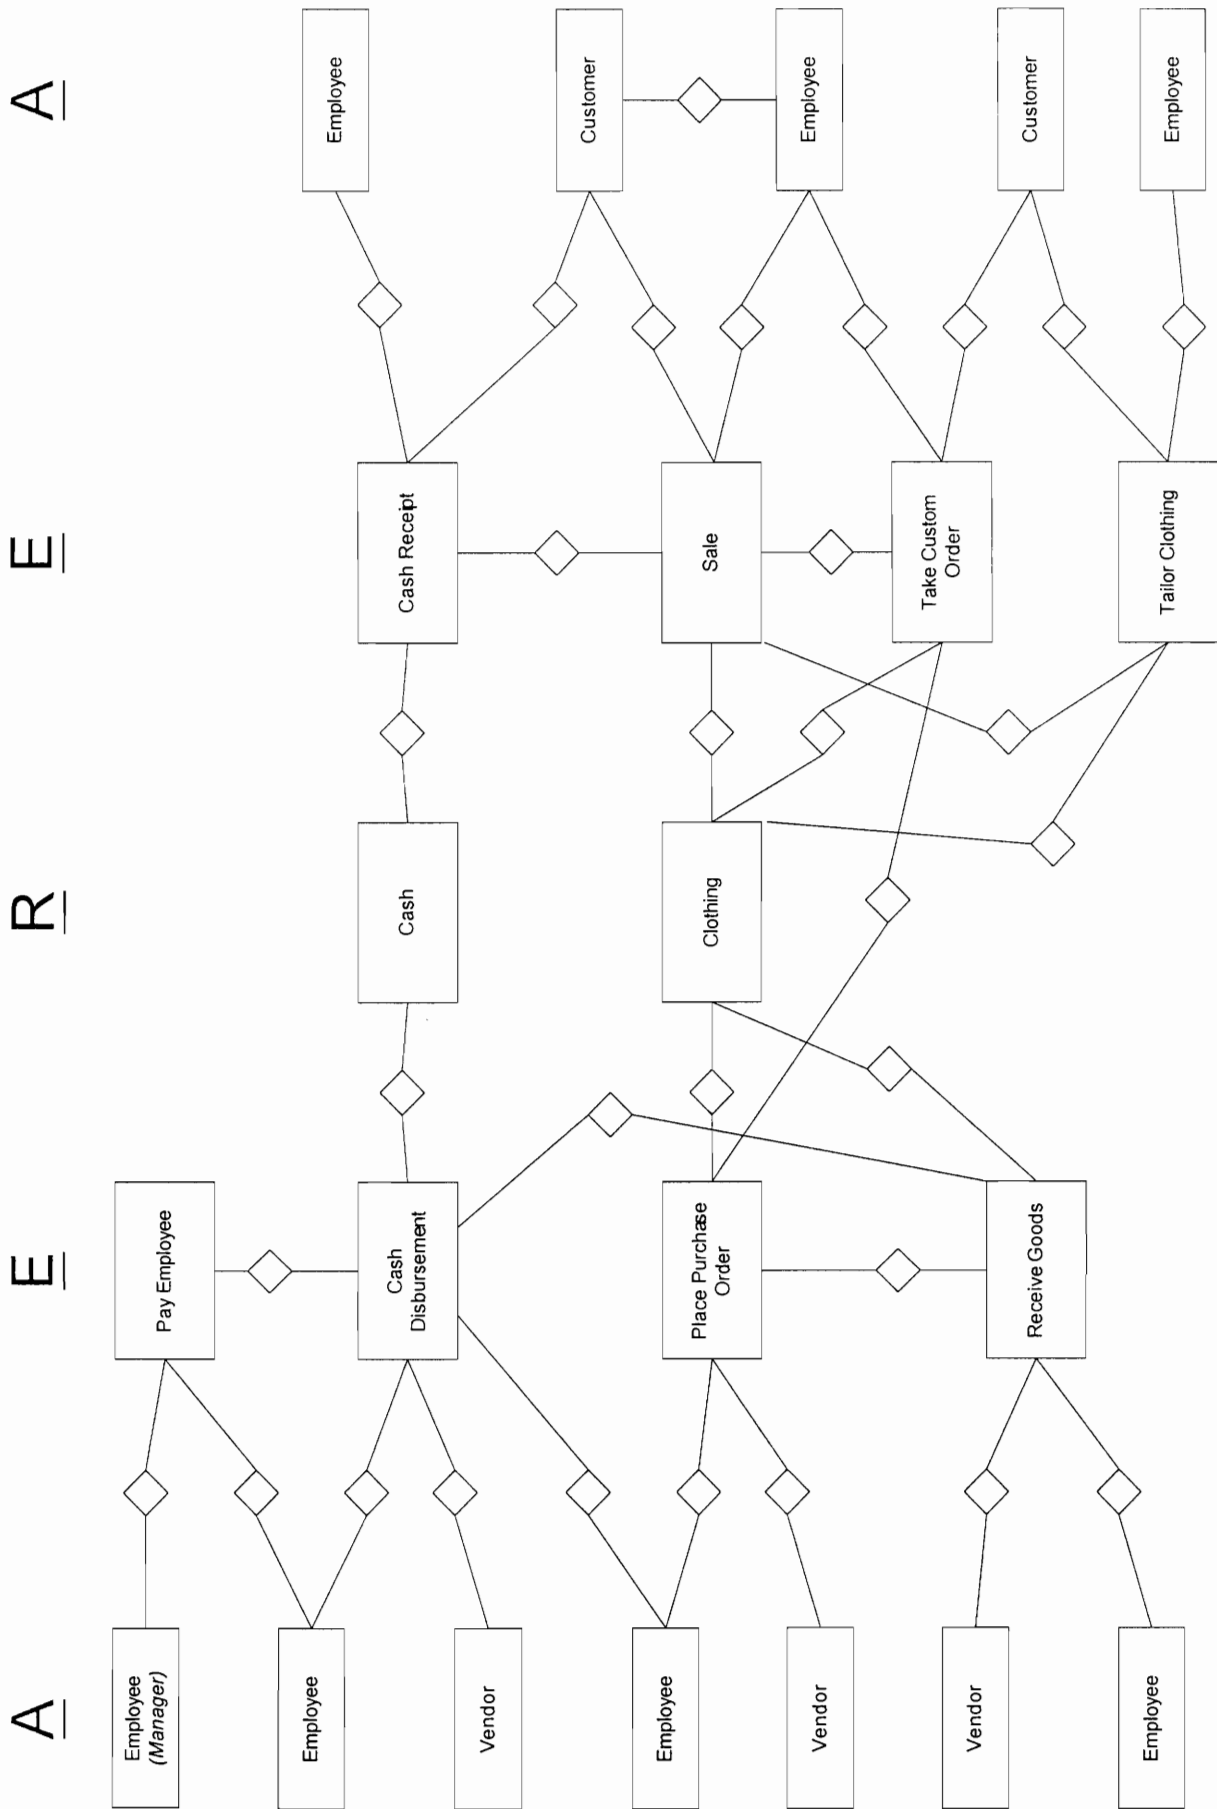 A
E
R
E
A
Employee
(Manager)
Pay Employee
Employee
Employee
Cash
Disbursement
Cash
Cash Receipt
Vendor
Customer
Employee
Place Purchase
Order
Clothing
Sale
Employee
Vendor
Take Custom
Order
Vendor
Receive Goods
Customer
Employee
Tailor Clothing
Employee